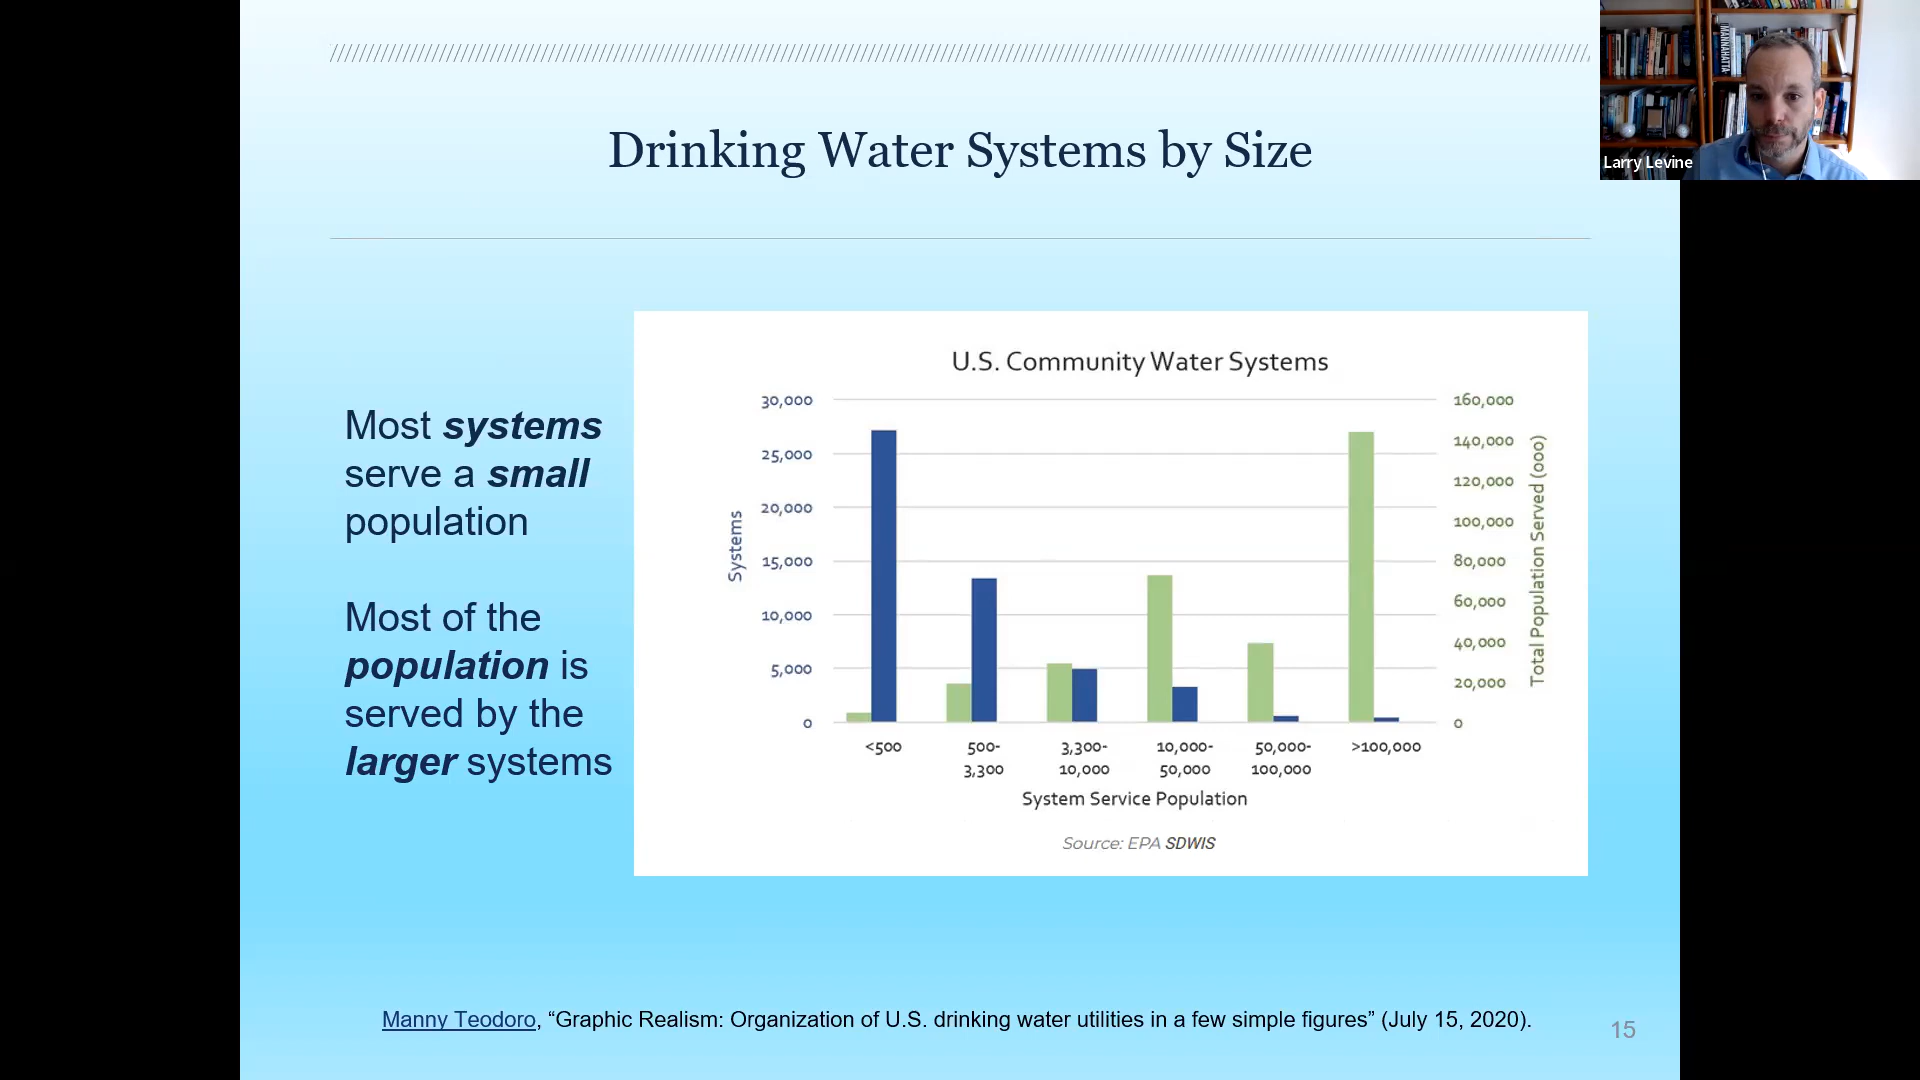 Drinking Water Systems by Size
Larry Levine
MANNAHATTA
Most systems
serve a small
population
Most of the
population is
served by the
larger systems
U.S. Community Water Systems
30,000
25,000
20,000
15,000
10,000
5,000
0
Systems
160,000
140,000
120,000
100,000
80,000
60,000
40,000
20,000
0
Total Population Served (000)
<500
500-
3,300
3,300-
10,000
10,000-
50,000
50,000-
100,000
>100,000
System Service Population
Source: EPA SDWIS
Manny Teodoro, “Graphic Realism: Organization of U.S. drinking water utilities in a few simple figures” (July 15, 2020).
15